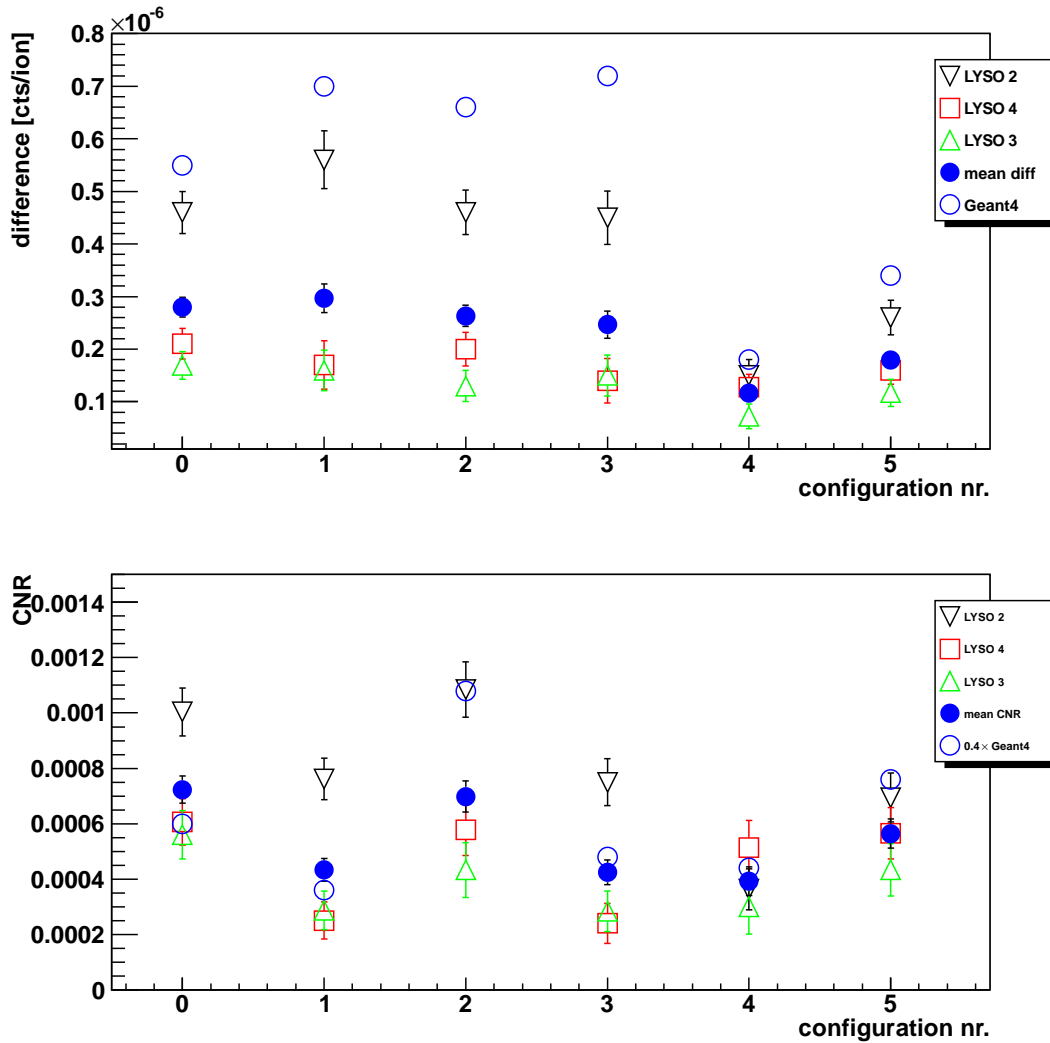 ×10⁻⁶
difference [cts/ion]
0.8
0.7
0.6
0.5
0.4
0.3
0.2
0.1
0 1 2 3 4 5
configuration nr.
LYSO 2
LYSO 4
LYSO 3
mean diff
Geant4
CNR
0.0014
0.0012
0.001
0.0008
0.0006
0.0004
0.0002
0
0 1 2 3 4 5
configuration nr.
LYSO 2
LYSO 4
LYSO 3
mean CNR
0.4 × Geant4